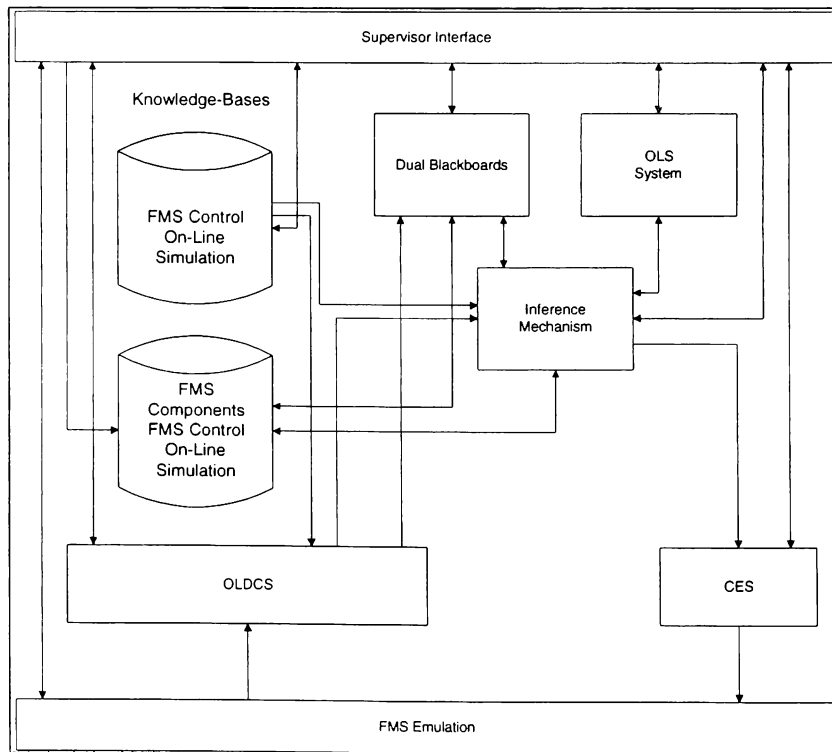 Supervisor Interface
Knowledge-Bases
FMS Control
On-Line
Simulation
Dual Blackboards
OLS
System
Inference
Mechanism
FMS
Components
FMS Control
On-Line
Simulation
OLDCS
CES
FMS Emulation